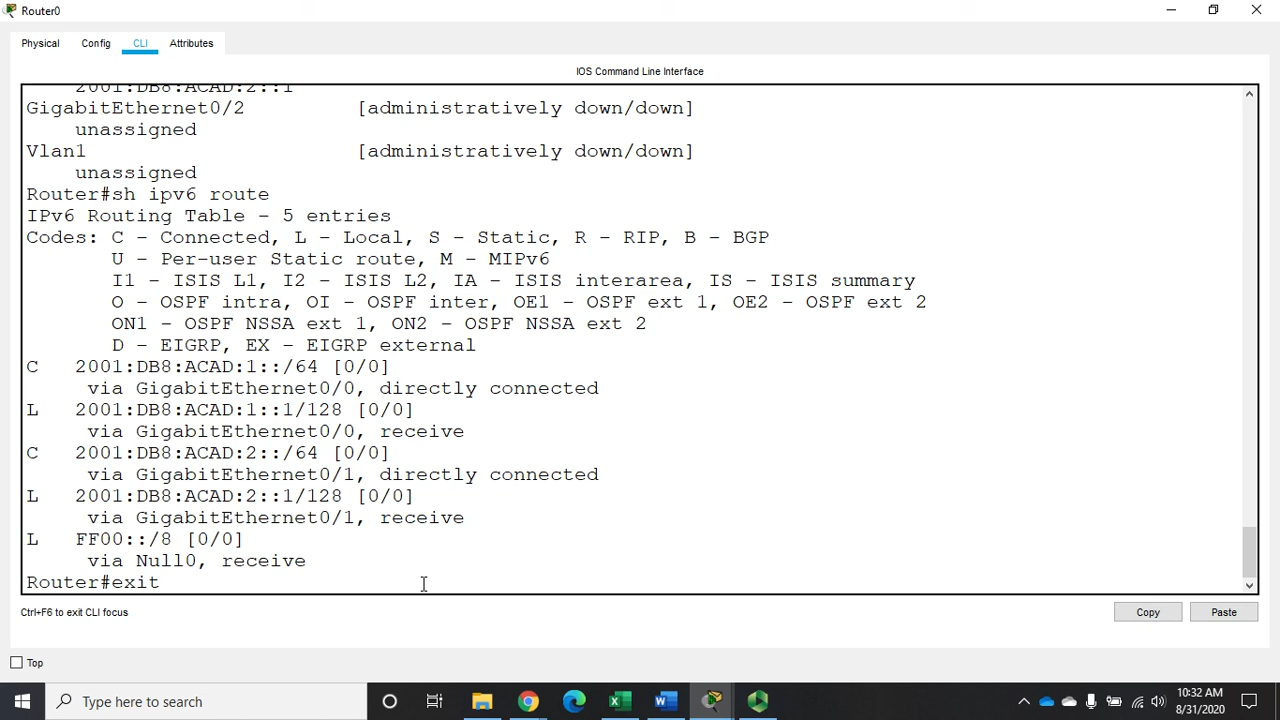 Router0
Physical Config CLI Attributes
IOS Command Line Interface
2001:DB8:ACAD:2::1
GigabitEthernet0/2 [administratively down/down]
unassigned
Vlan1 [administratively down/down]
unassigned
Router#sh ipv6 route
IPv6 Routing Table - 5 entries
Codes: C - Connected, L - Local, S - Static, R - RIP, B - BGP
U - Per-user Static route, M - MIPv6
I1 - ISIS L1, I2 - ISIS L2, IA - ISIS interarea, IS - ISIS summary
O - OSPF intra, OI - OSPF inter, OE1 - OSPF ext 1, OE2 - OSPF ext 2
ON1 - OSPF NSSA ext 1, ON2 - OSPF NSSA ext 2
D - EIGRP, EX - EIGRP external
C 2001:DB8:ACAD:1::/64 [0/0]
via GigabitEthernet0/0, directly connected
L 2001:DB8:ACAD:1::1/128 [0/0]
via GigabitEthernet0/0, receive
C 2001:DB8:ACAD:2::/64 [0/0]
via GigabitEthernet0/1, directly connected
L 2001:DB8:ACAD:2::1/128 [0/0]
via GigabitEthernet0/1, receive
L FF00::/8 [0/0]
via Null0, receive
Router#exit
Ctrl+F6 to exit CLI focus
Copy Paste
Top
Type here to search
10:32 AM
8/31/2020